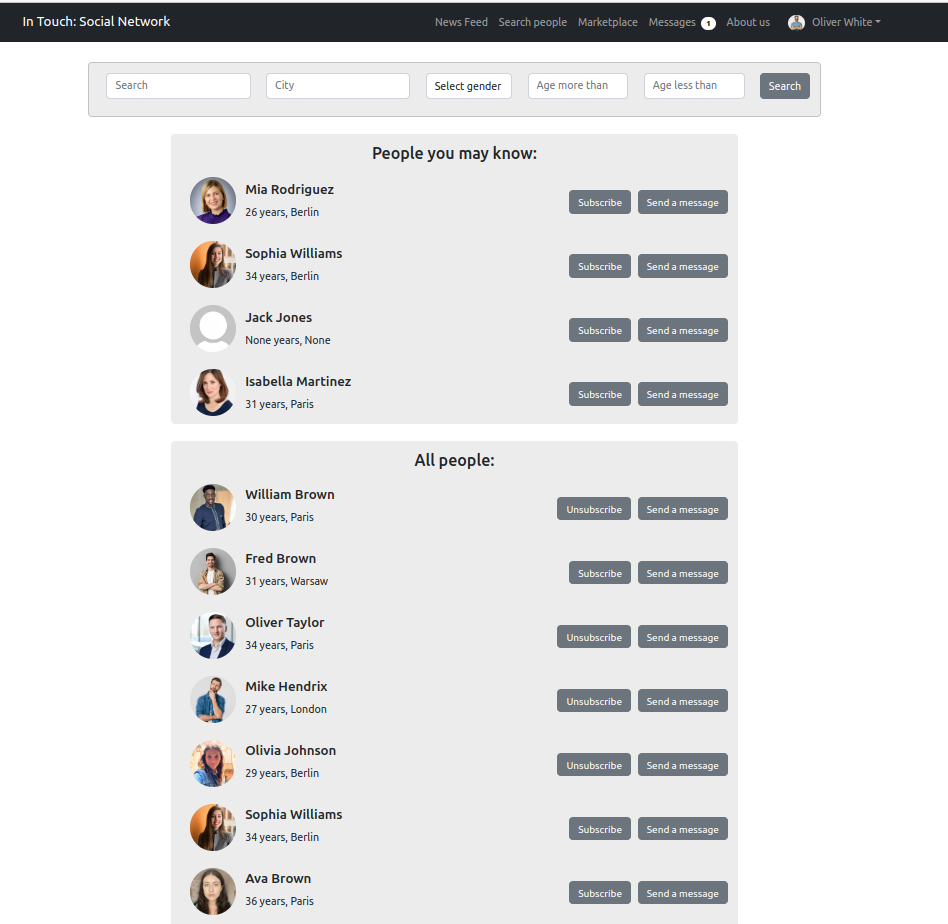 In Touch: Social Network News Feed Search people Marketplace Messages 1 About us Oliver White
Search City Select gender Age more than Age less than Search
People you may know:
Mia Rodriguez
26 years, Berlin
Subscribe Send a message
Sophia Williams
34 years, Berlin
Subscribe Send a message
Jack Jones
None years, None
Subscribe Send a message
Isabella Martinez
31 years, Paris
Subscribe Send a message
All people:
William Brown
30 years, Paris
Unsubscribe Send a message
Fred Brown
31 years, Warsaw
Subscribe Send a message
Oliver Taylor
34 years, Paris
Unsubscribe Send a message
Mike Hendrix
27 years, London
Unsubscribe Send a message
Olivia Johnson
29 years, Berlin
Unsubscribe Send a message
Sophia Williams
34 years, Berlin
Subscribe Send a message
Ava Brown
36 years, Paris
Subscribe Send a message